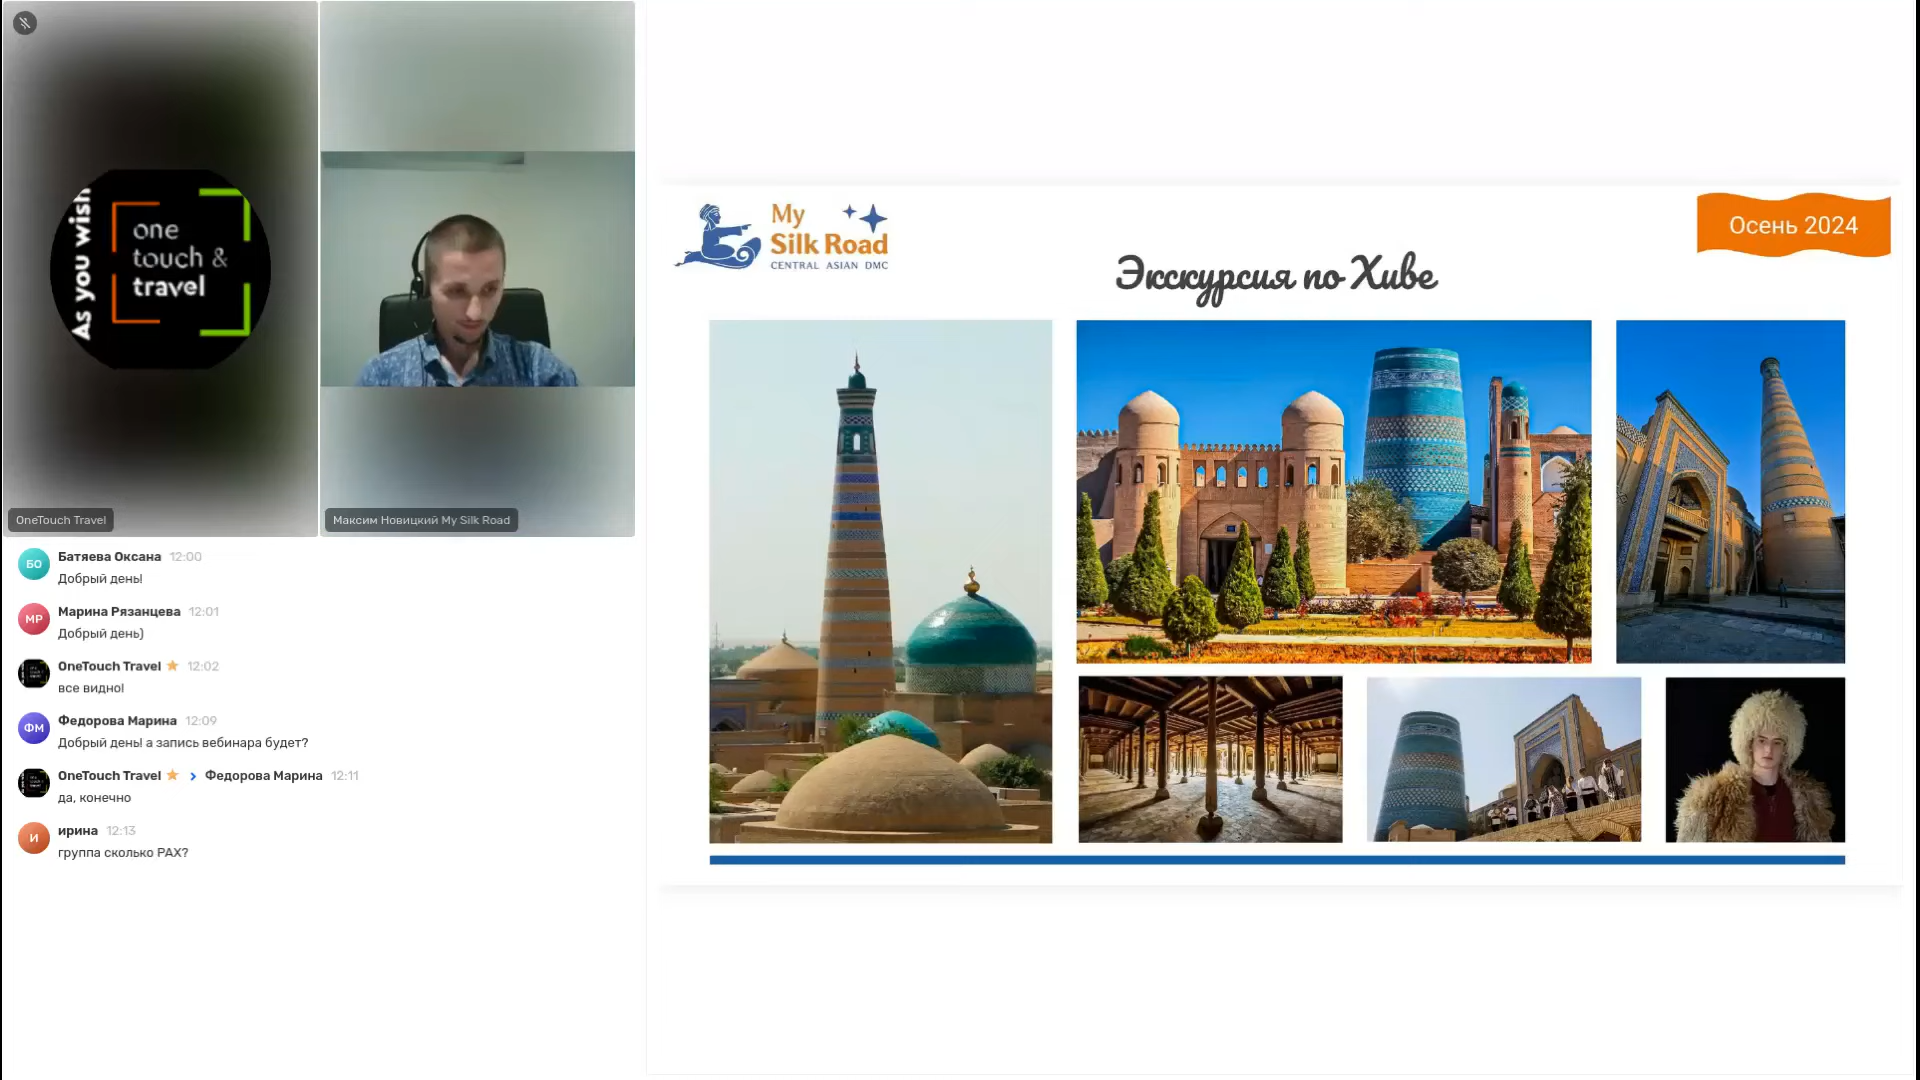 As you wish
one
touch &
travel
OneTouch Travel
Максим Новицкий My Silk Road
БО
Батяева Оксана 12:00
Добрый день!
МР
Марина Рязанцева 12:01
Добрый день)
OneTouch Travel 12:02
все видно!
ФМ
Федорова Марина 12:09
Добрый день! а запись вебинара будет?
OneTouch Travel › Федорова Марина 12:11
да, конечно
И
ирина 12:13
группа сколько РАХ?
My
Silk Road
CENTRAL ASIAN DMC
Осень 2024
Экскурсия по Хиве